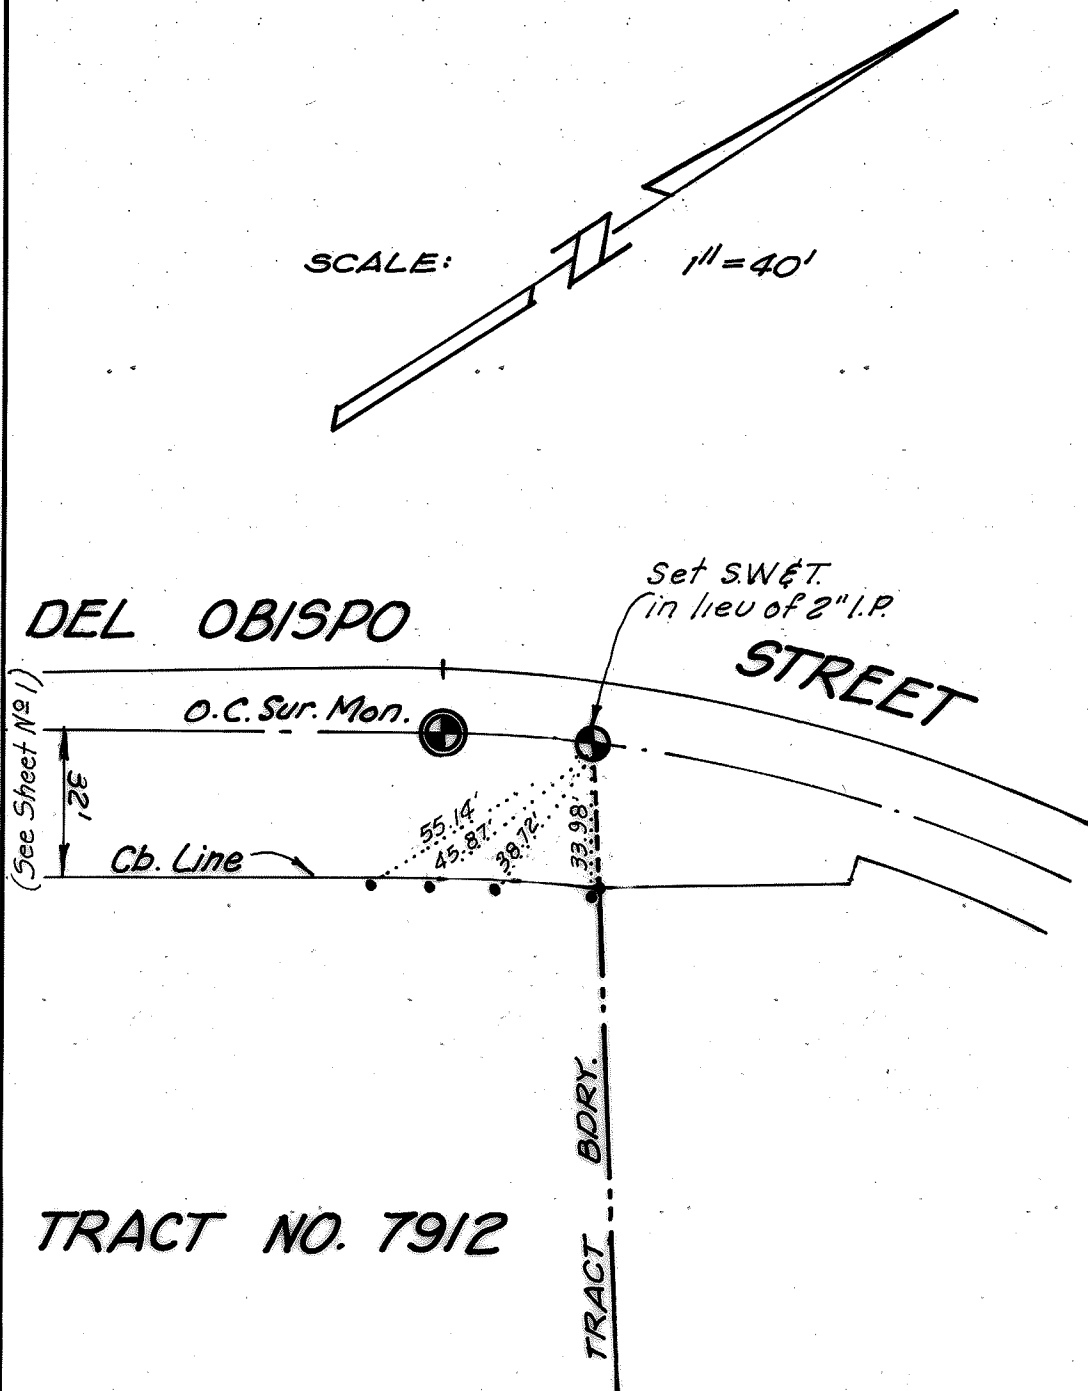 SCALE: 1"=40'
Set S.W&T.
in lieu of 2" I.P.
DEL OBISPO
STREET
(See Sheet Nº 1)
O.C. Sur. Mon.
32'
55.14'
45.87'
38.72'
33.98'
Cb. Line
TRACT BDRY.
TRACT NO. 7912